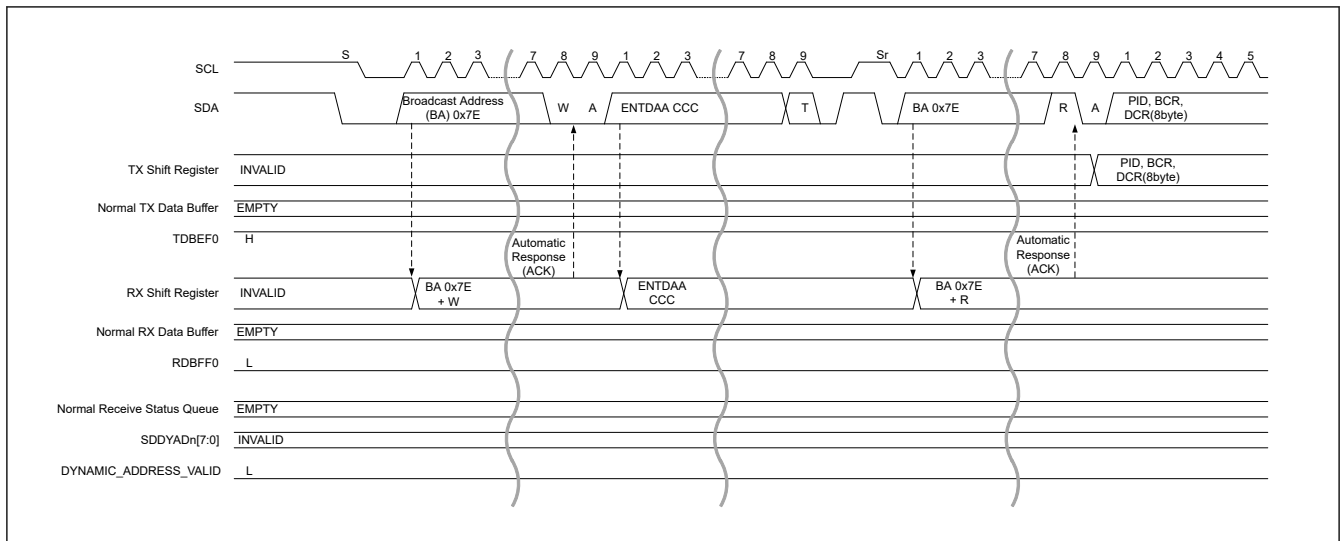 S 1 2 3 7 8 9 1 2 3 7 8 9 Sr 1 2 3 7 8 9 1 2 3 4 5
SCL
SDA
Broadcast Address
(BA) 0x7E
W A ENTDAA CCC T BA 0x7E R A
PID, BCR,
DCR(8byte)
TX Shift Register INVALID
PID, BCR,
DCR(8byte)
Normal TX Data Buffer EMPTY
TDBEF0 H
Automatic
Response
(ACK)
Automatic
Response
(ACK)
RX Shift Register INVALID
BA 0x7E
+ W
ENTDAA
CCC
BA 0x7E
+ R
Normal RX Data Buffer EMPTY
RDBFF0 L
Normal Receive Status Queue EMPTY
SDDYADn[7:0] INVALID
DYNAMIC_ADDRESS_VALID L